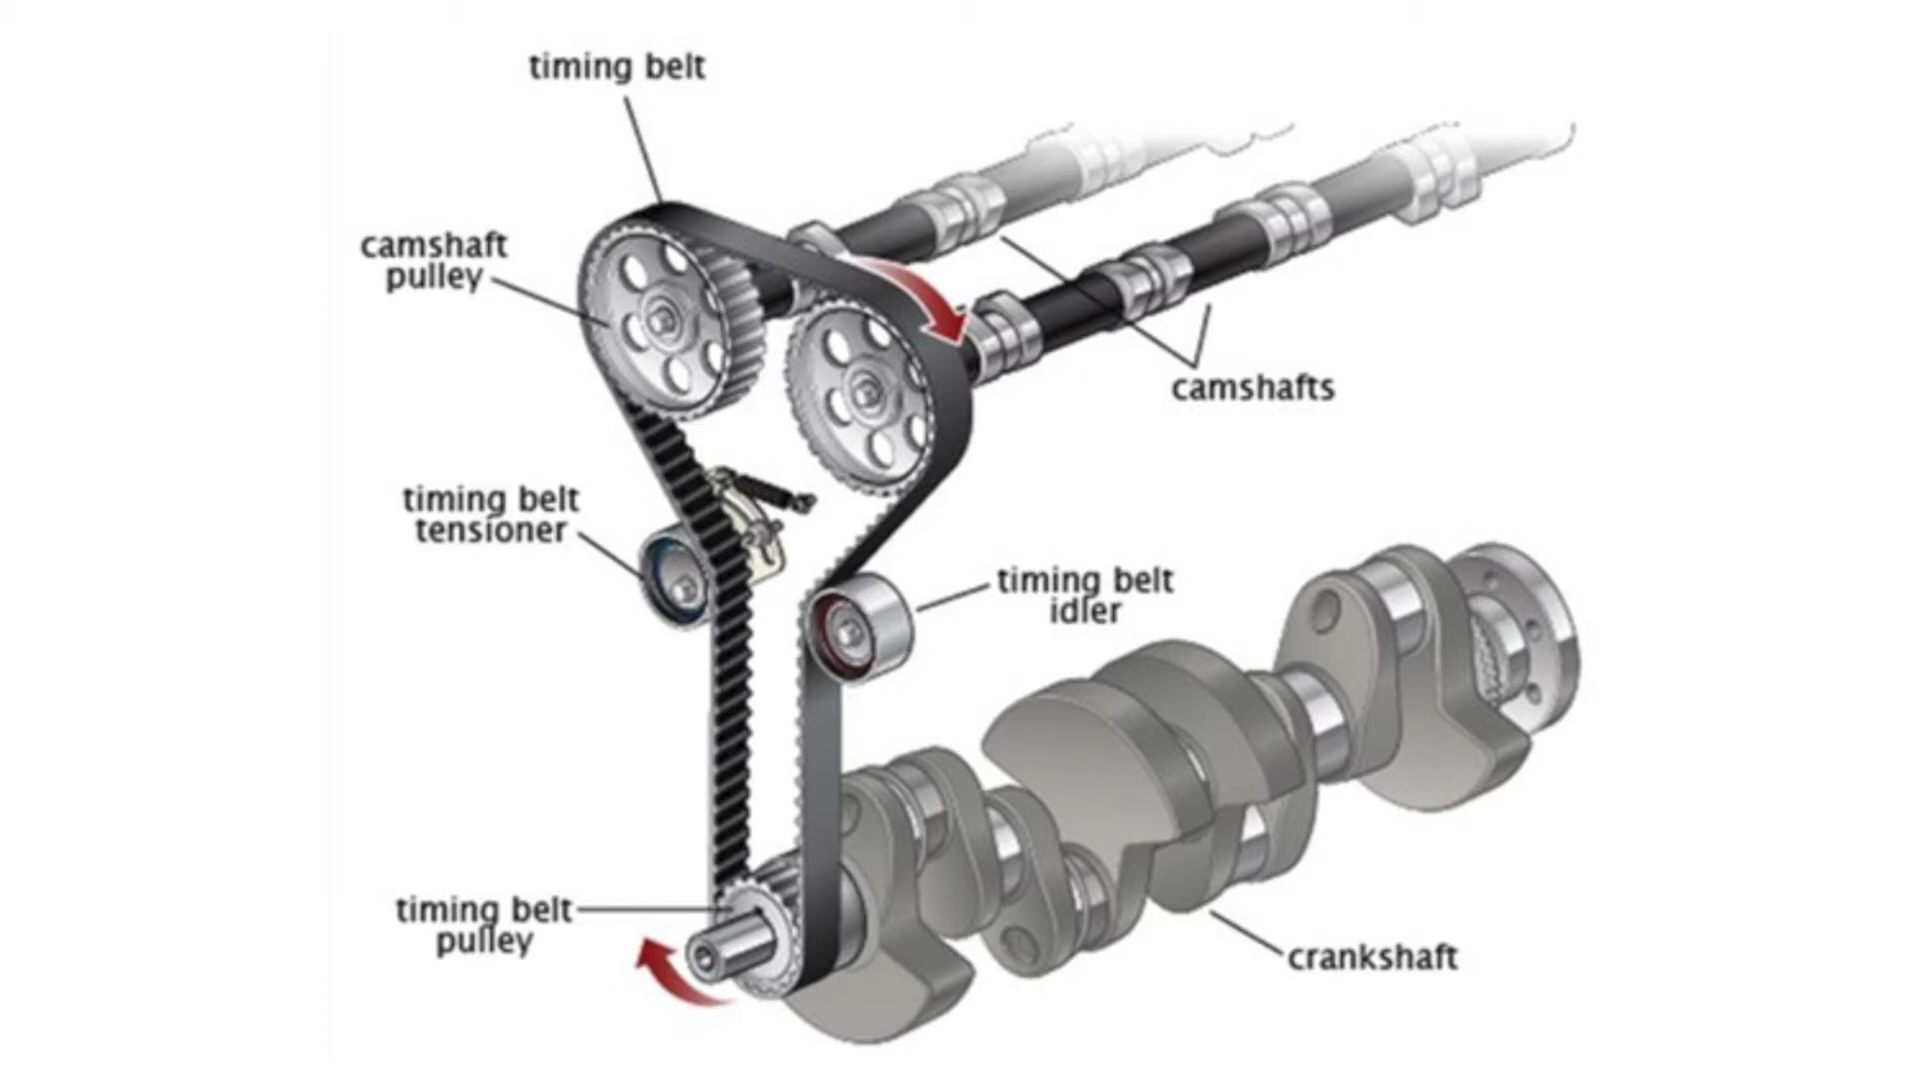 timing belt
camshaft
pulley
camshafts
timing belt
tensioner
timing belt
idler
timing belt
pulley
crankshaft